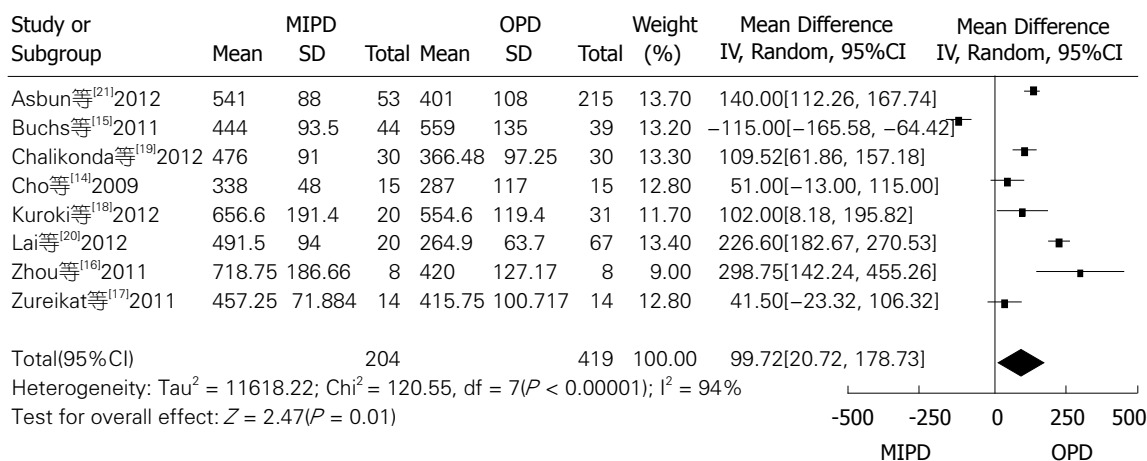 Study or MIPD OPD Weight Mean Difference Mean Difference
Subgroup Mean SD Total Mean SD Total (%) IV, Random, 95%CI IV, Random, 95%CI
Asbun等[21]2012 541 88 53 401 108 215 13.70 140.00[112.26, 167.74]
Buchs等[15]2011 444 93.5 44 559 135 39 13.20 −115.00[−165.58, −64.42]
Chalikonda等[19]2012 476 91 30 366.48 97.25 30 13.30 109.52[61.86, 157.18]
Cho等[14]2009 338 48 15 287 117 15 12.80 51.00[−13.00, 115.00]
Kuroki等[18]2012 656.6 191.4 20 554.6 119.4 31 11.70 102.00[8.18, 195.82]
Lai等[20]2012 491.5 94 20 264.9 63.7 67 13.40 226.60[182.67, 270.53]
Zhou等[16]2011 718.75 186.66 8 420 127.17 8 9.00 298.75[142.24, 455.26]
Zureikat等[17]2011 457.25 71.884 14 415.75 100.717 14 12.80 41.50[−23.32, 106.32]
Total(95%CI) 204 419 100.00 99.72[20.72, 178.73]
Heterogeneity: Tau² = 11618.22; Chi² = 120.55, df = 7(P < 0.00001); I² = 94%
Test for overall effect: Z = 2.47(P = 0.01)
-500 -250 0 250 500
MIPD OPD